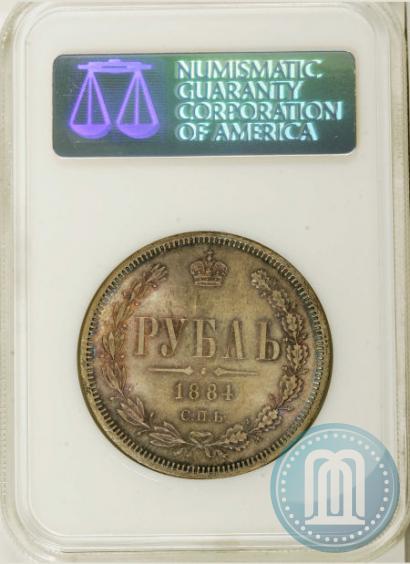 NUMISMATIC
GUARANTY
CORPORATION
OF AMERICA
РУБЛЬ
1884
С.П.Б.